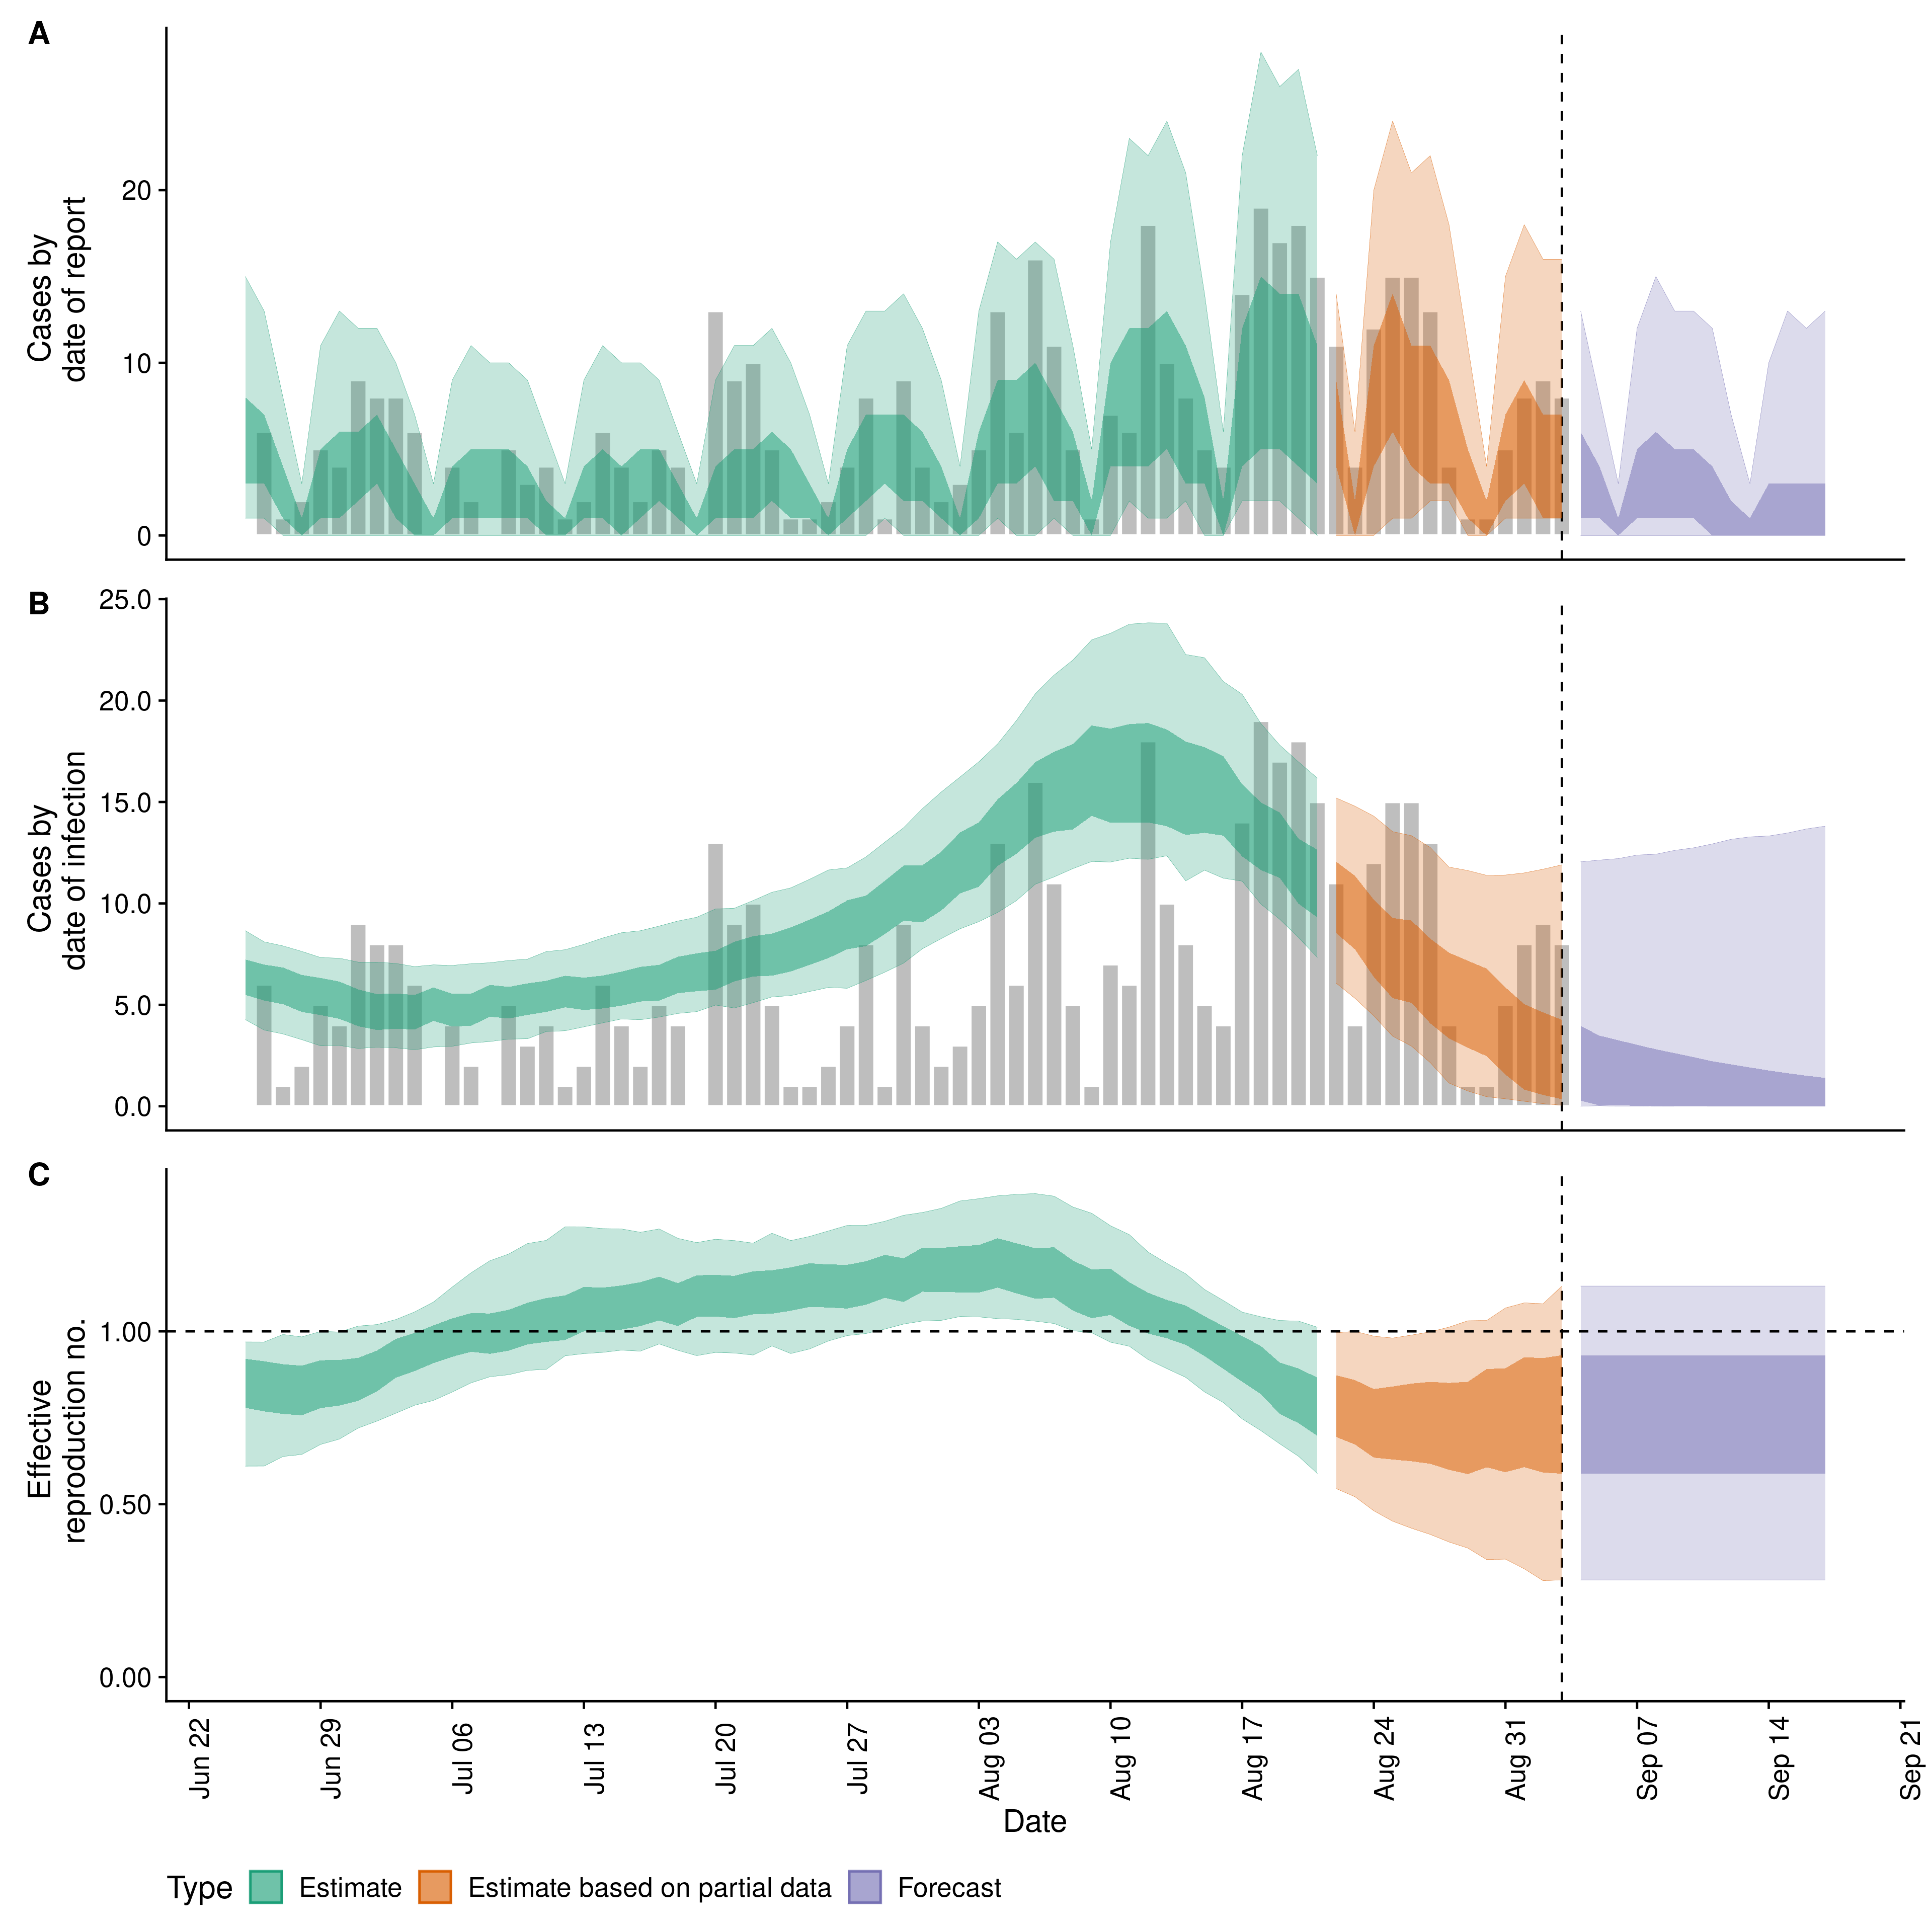 A
Cases by
date of report
20
10
0
B
Cases by
date of infection
25.0
20.0
15.0
10.0
5.0
0.0
C
Effective
reproduction no.
1.00
0.50
0.00
Jun 22
Jun 29
Jul 06
Jul 13
Jul 20
Jul 27
Aug 03
Aug 10
Aug 17
Aug 24
Aug 31
Sep 07
Sep 14
Sep 21
Date
Type Estimate Estimate based on partial data Forecast